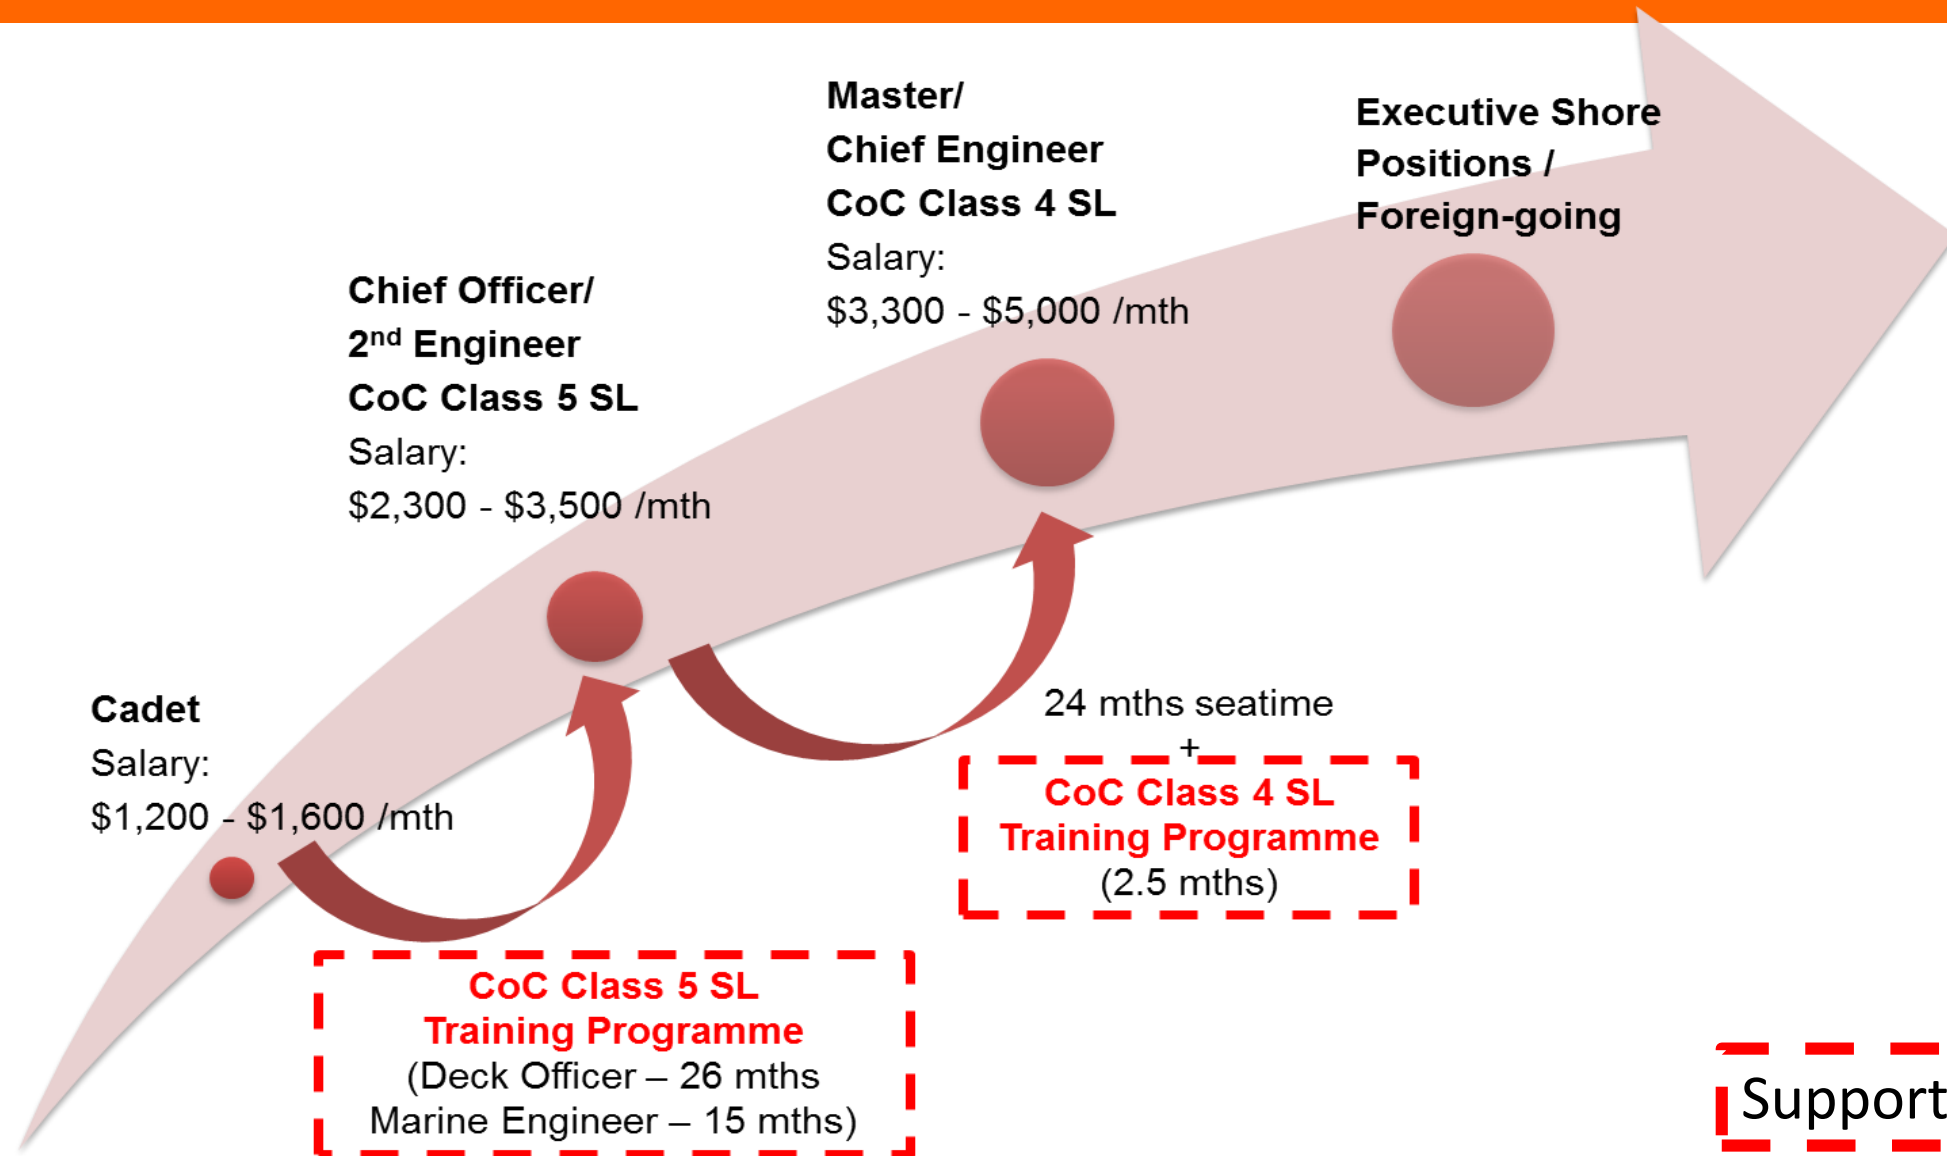 Cadet
Salary:
$1,200 - $1,600 /mth
Chief Officer/
2nd Engineer
CoC Class 5 SL
Salary:
$2,300 - $3,500 /mth
Master/
Chief Engineer
CoC Class 4 SL
Salary:
$3,300 - $5,000 /mth
Executive Shore
Positions /
Foreign-going
24 mths seatime
+
CoC Class 4 SL
Training Programme
(2.5 mths)
CoC Class 5 SL
Training Programme
(Deck Officer – 26 mths
Marine Engineer – 15 mths)
Support